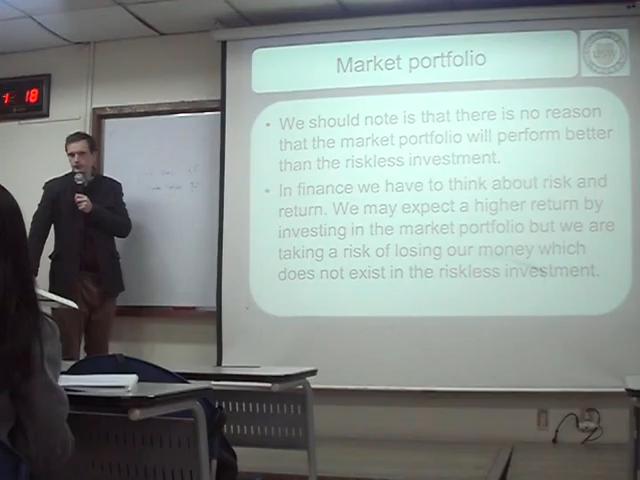 Market portfolio
• We should note is that there is no reason
that the market portfolio will perform better
than the riskless investment.
• In finance we have to think about risk and
return. We may expect a higher return by
investing in the market portfolio but we are
taking a risk of losing our money which
does not exist in the riskless investment.
18